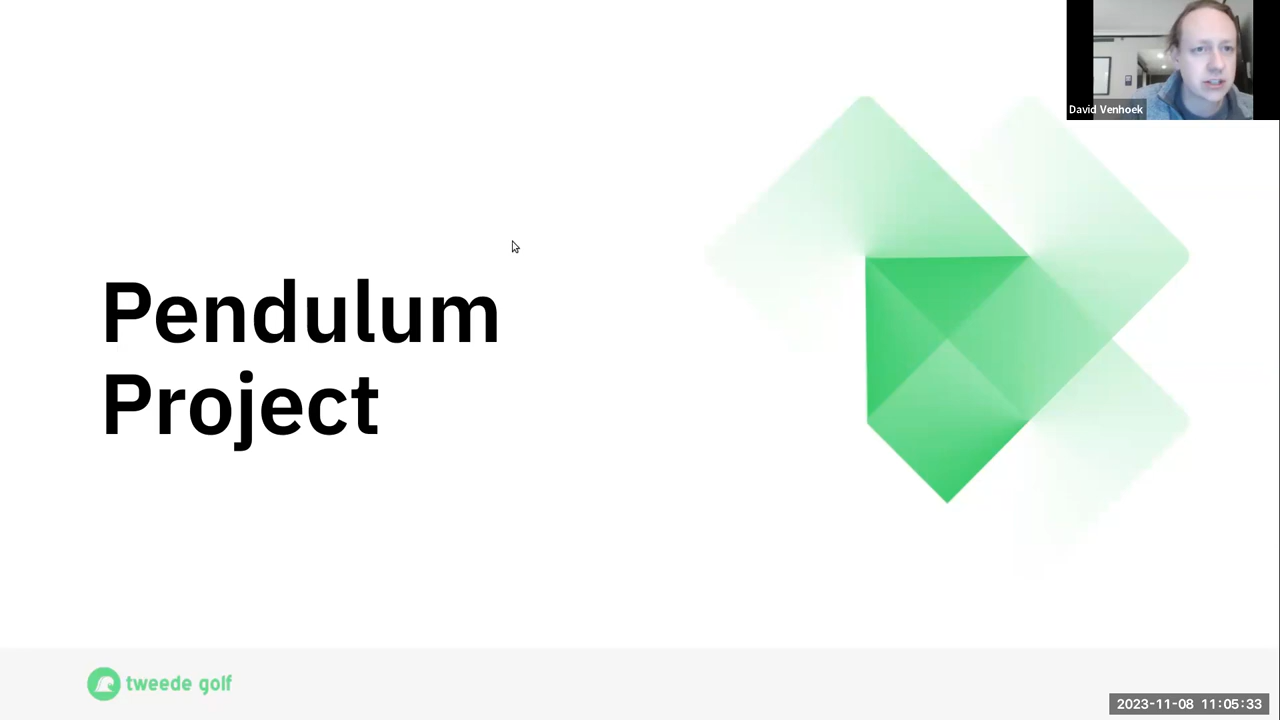 David Venhoek
Pendulum
Project
tweede golf
2023-11-08 11:05:33